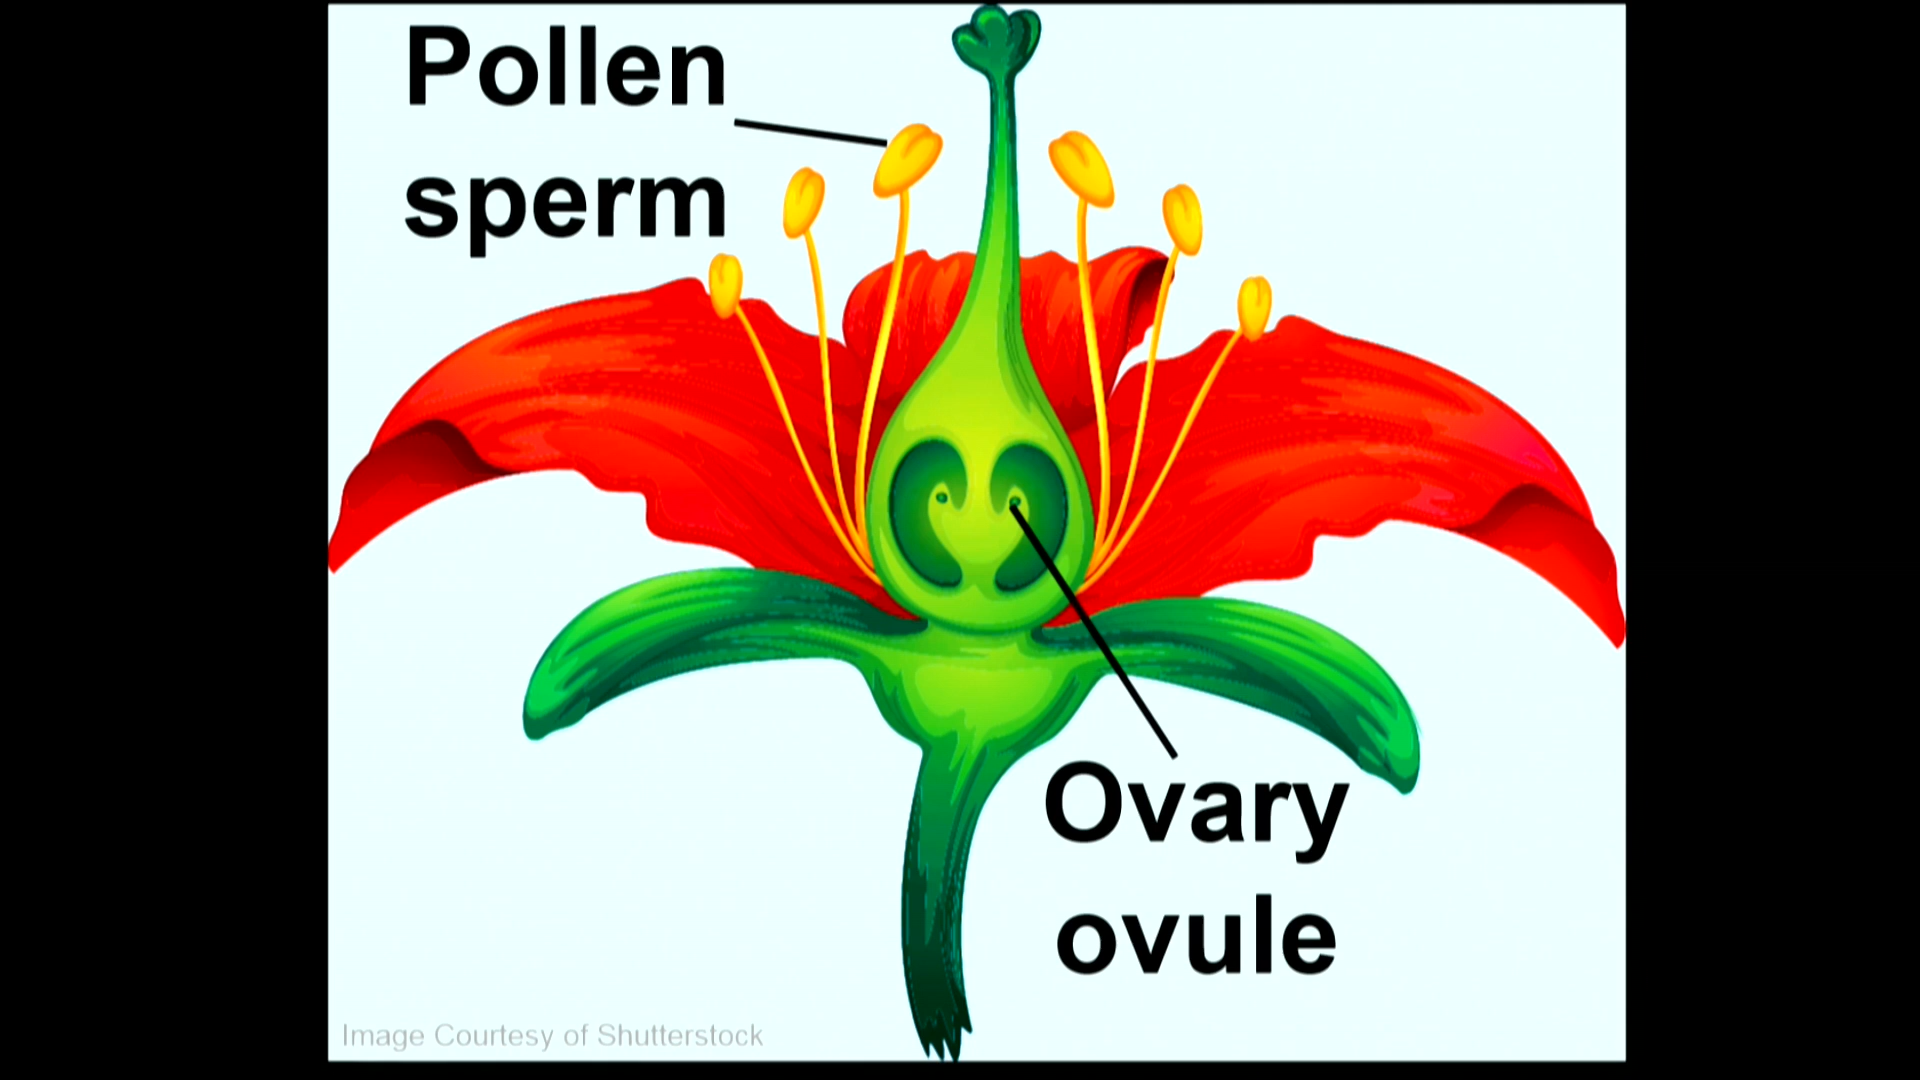 Pollen
sperm
Ovary
ovule
Image Courtesy of Shutterstock